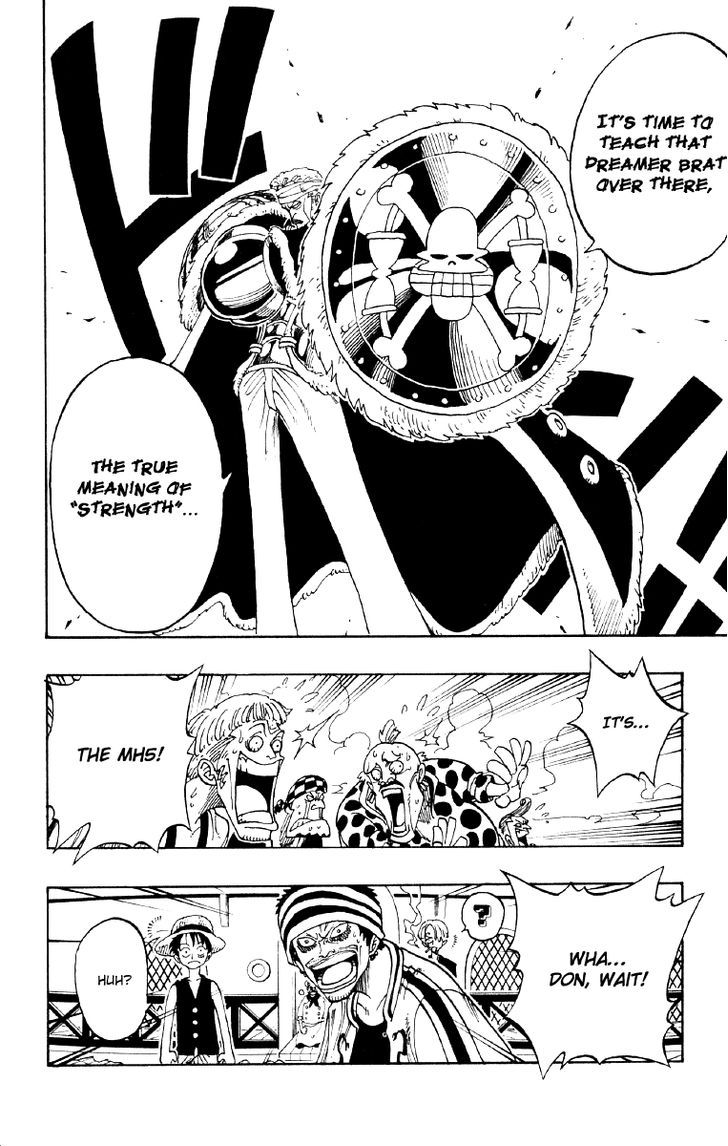 IT'S TIME TO
TEACH THAT
DREAMER BRAT
OVER THERE,
THE TRUE
MEANING OF
"STRENGTH"...
IT'S...
THE MH5!
?
WHA...
DON, WAIT!
HUH?